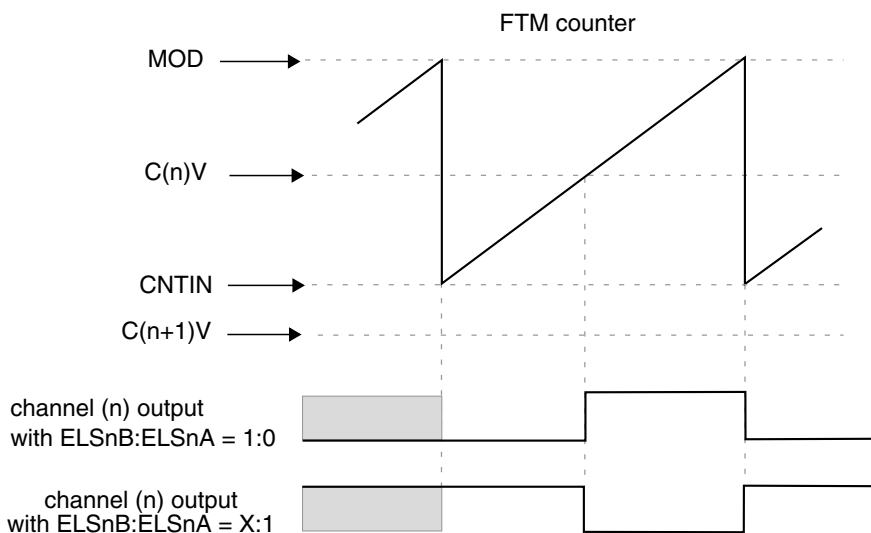 FTM counter
MOD
C(n)V
CNTIN
C(n+1)V
channel (n) output
with ELSnB:ELSnA = 1:0
channel (n) output
with ELSnB:ELSnA = X:1